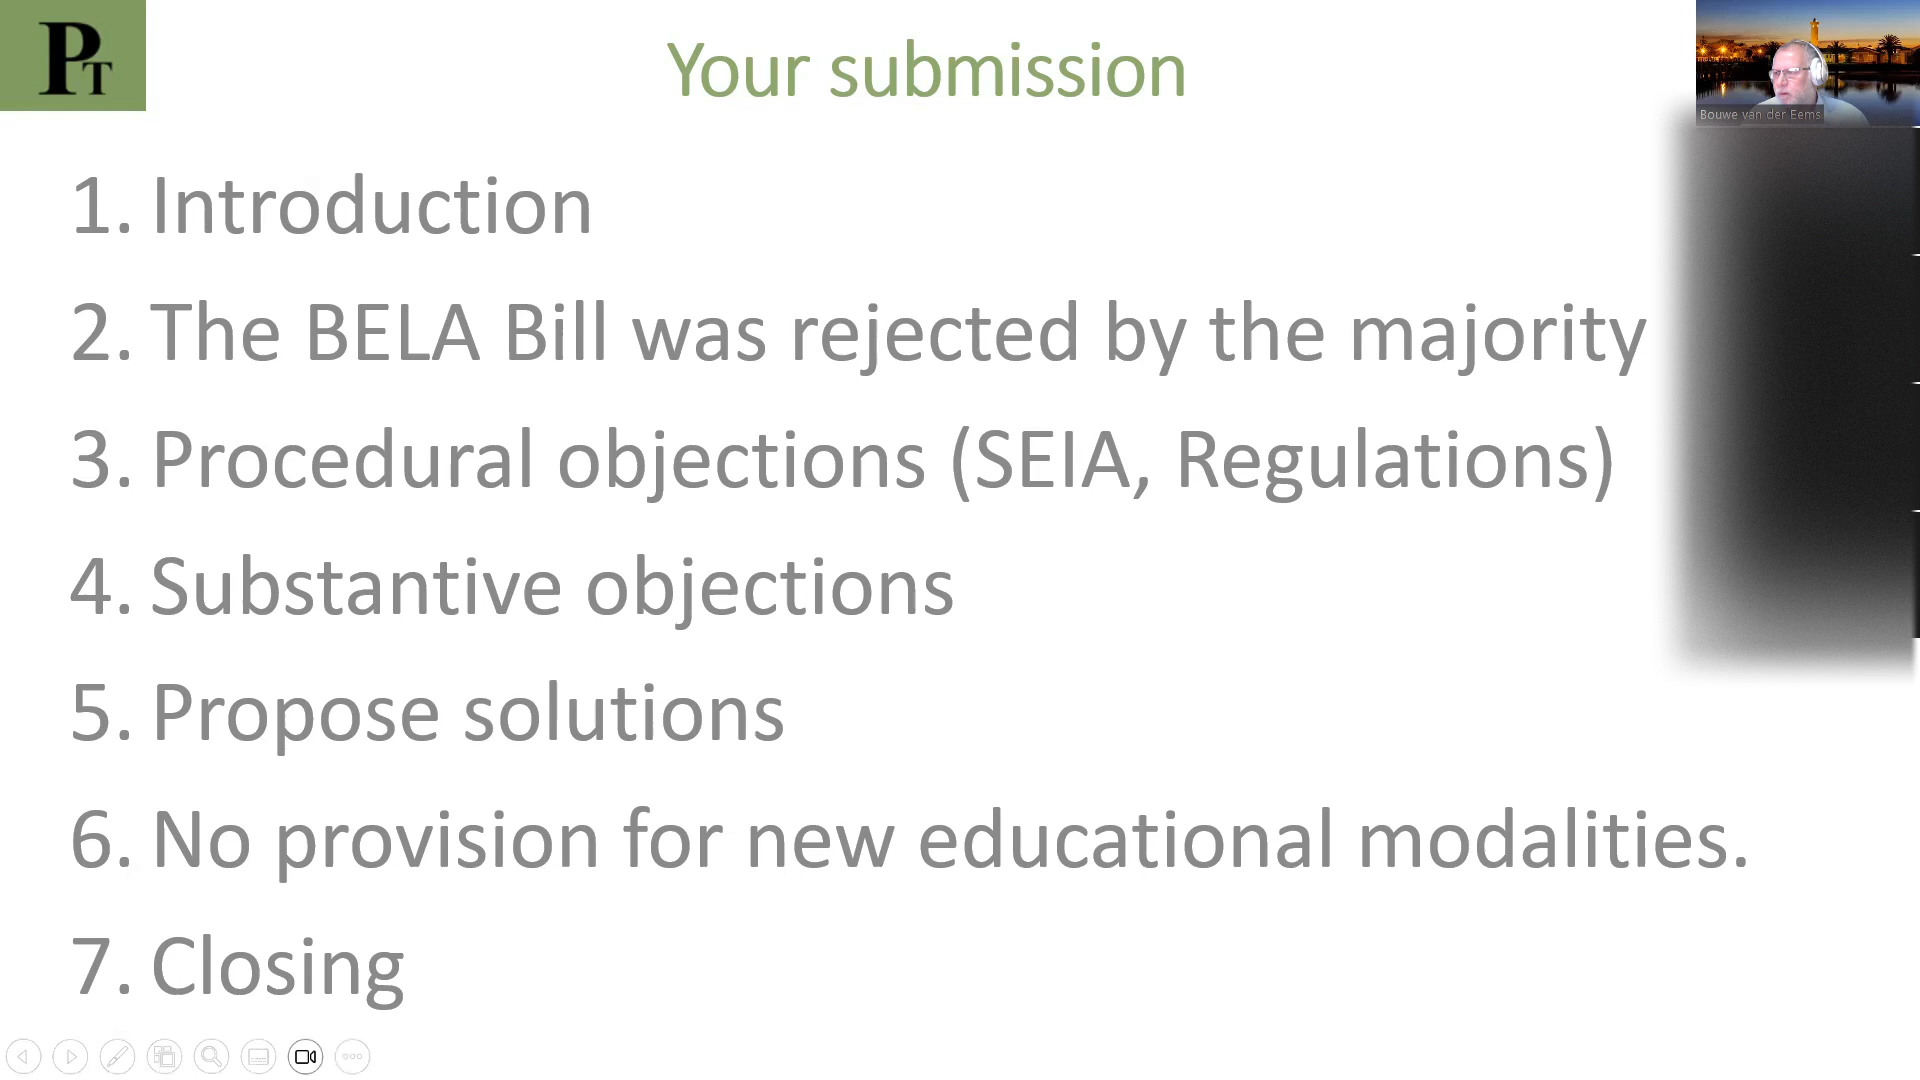 PT
Your submission
Bouwe van der Eems
1. Introduction
2. The BELA Bill was rejected by the majority
3. Procedural objections (SEIA, Regulations)
4. Substantive objections
5. Propose solutions
6. No provision for new educational modalities.
7. Closing